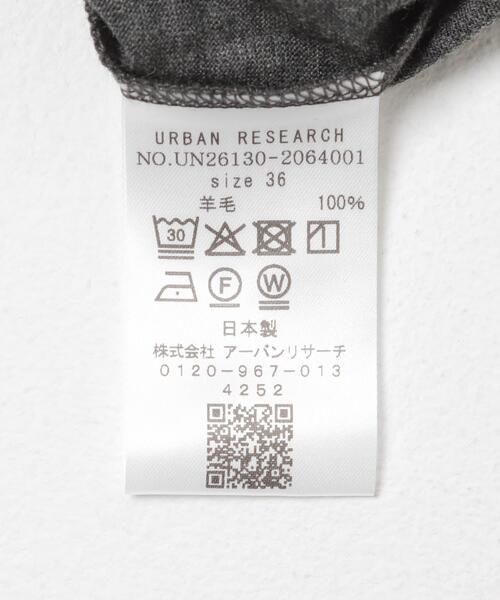 URBAN RESEARCH
NO.UN26130-2064001
size 36
羊毛 100%
30
F W
日本製
株式会社 アーバンリサーチ
0120-967-013
4252